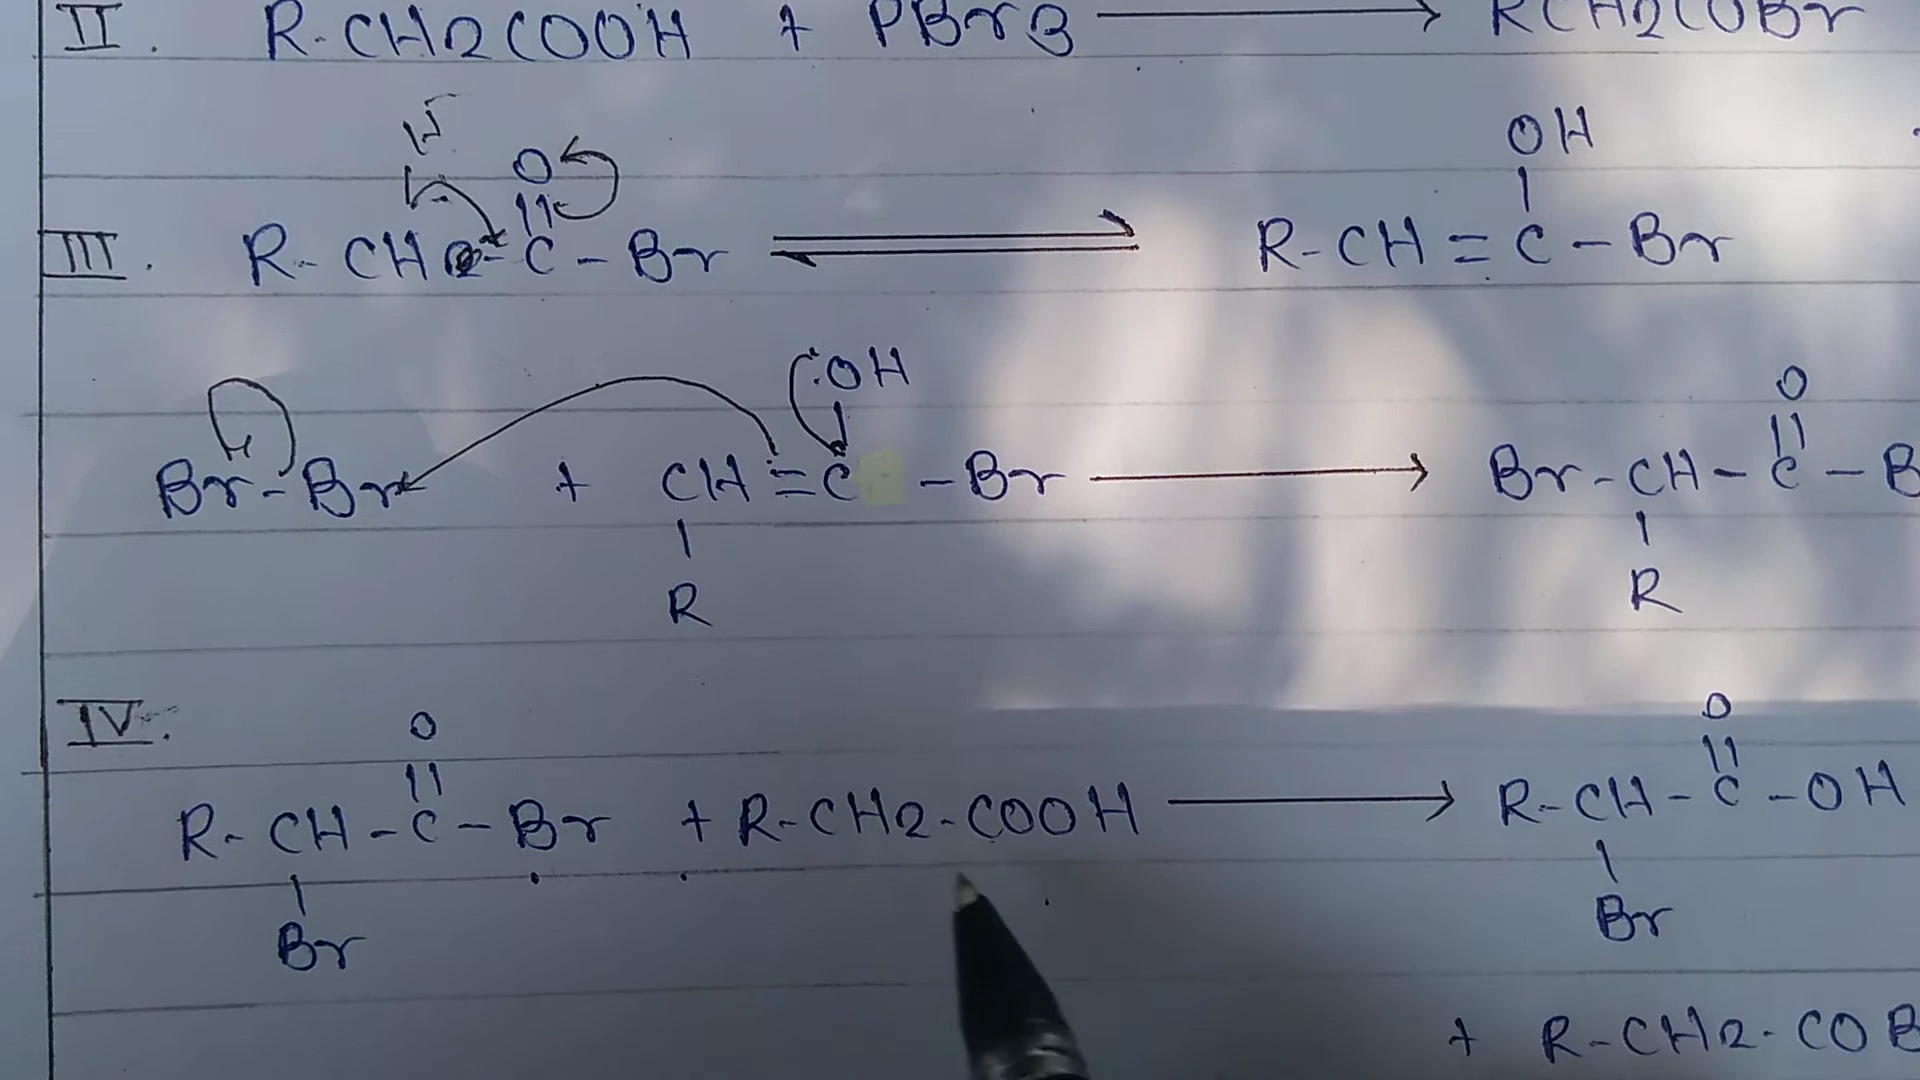 II. R-CH2COOH + PBr3 ⟶ RCH2COBr
H
O
||
III. R-CH2-C-Br ⇌ R-CH=C-Br
OH
|
:OH
Br-Br + CH=C-Br ⟶ Br-CH-C-B
|
R
O
||
|
R
IV.
O
||
R-CH-C-Br + R-CH2-COOH ⟶ R-CH-C-OH
|
Br
O
||
|
Br
+ R-CH2-COB